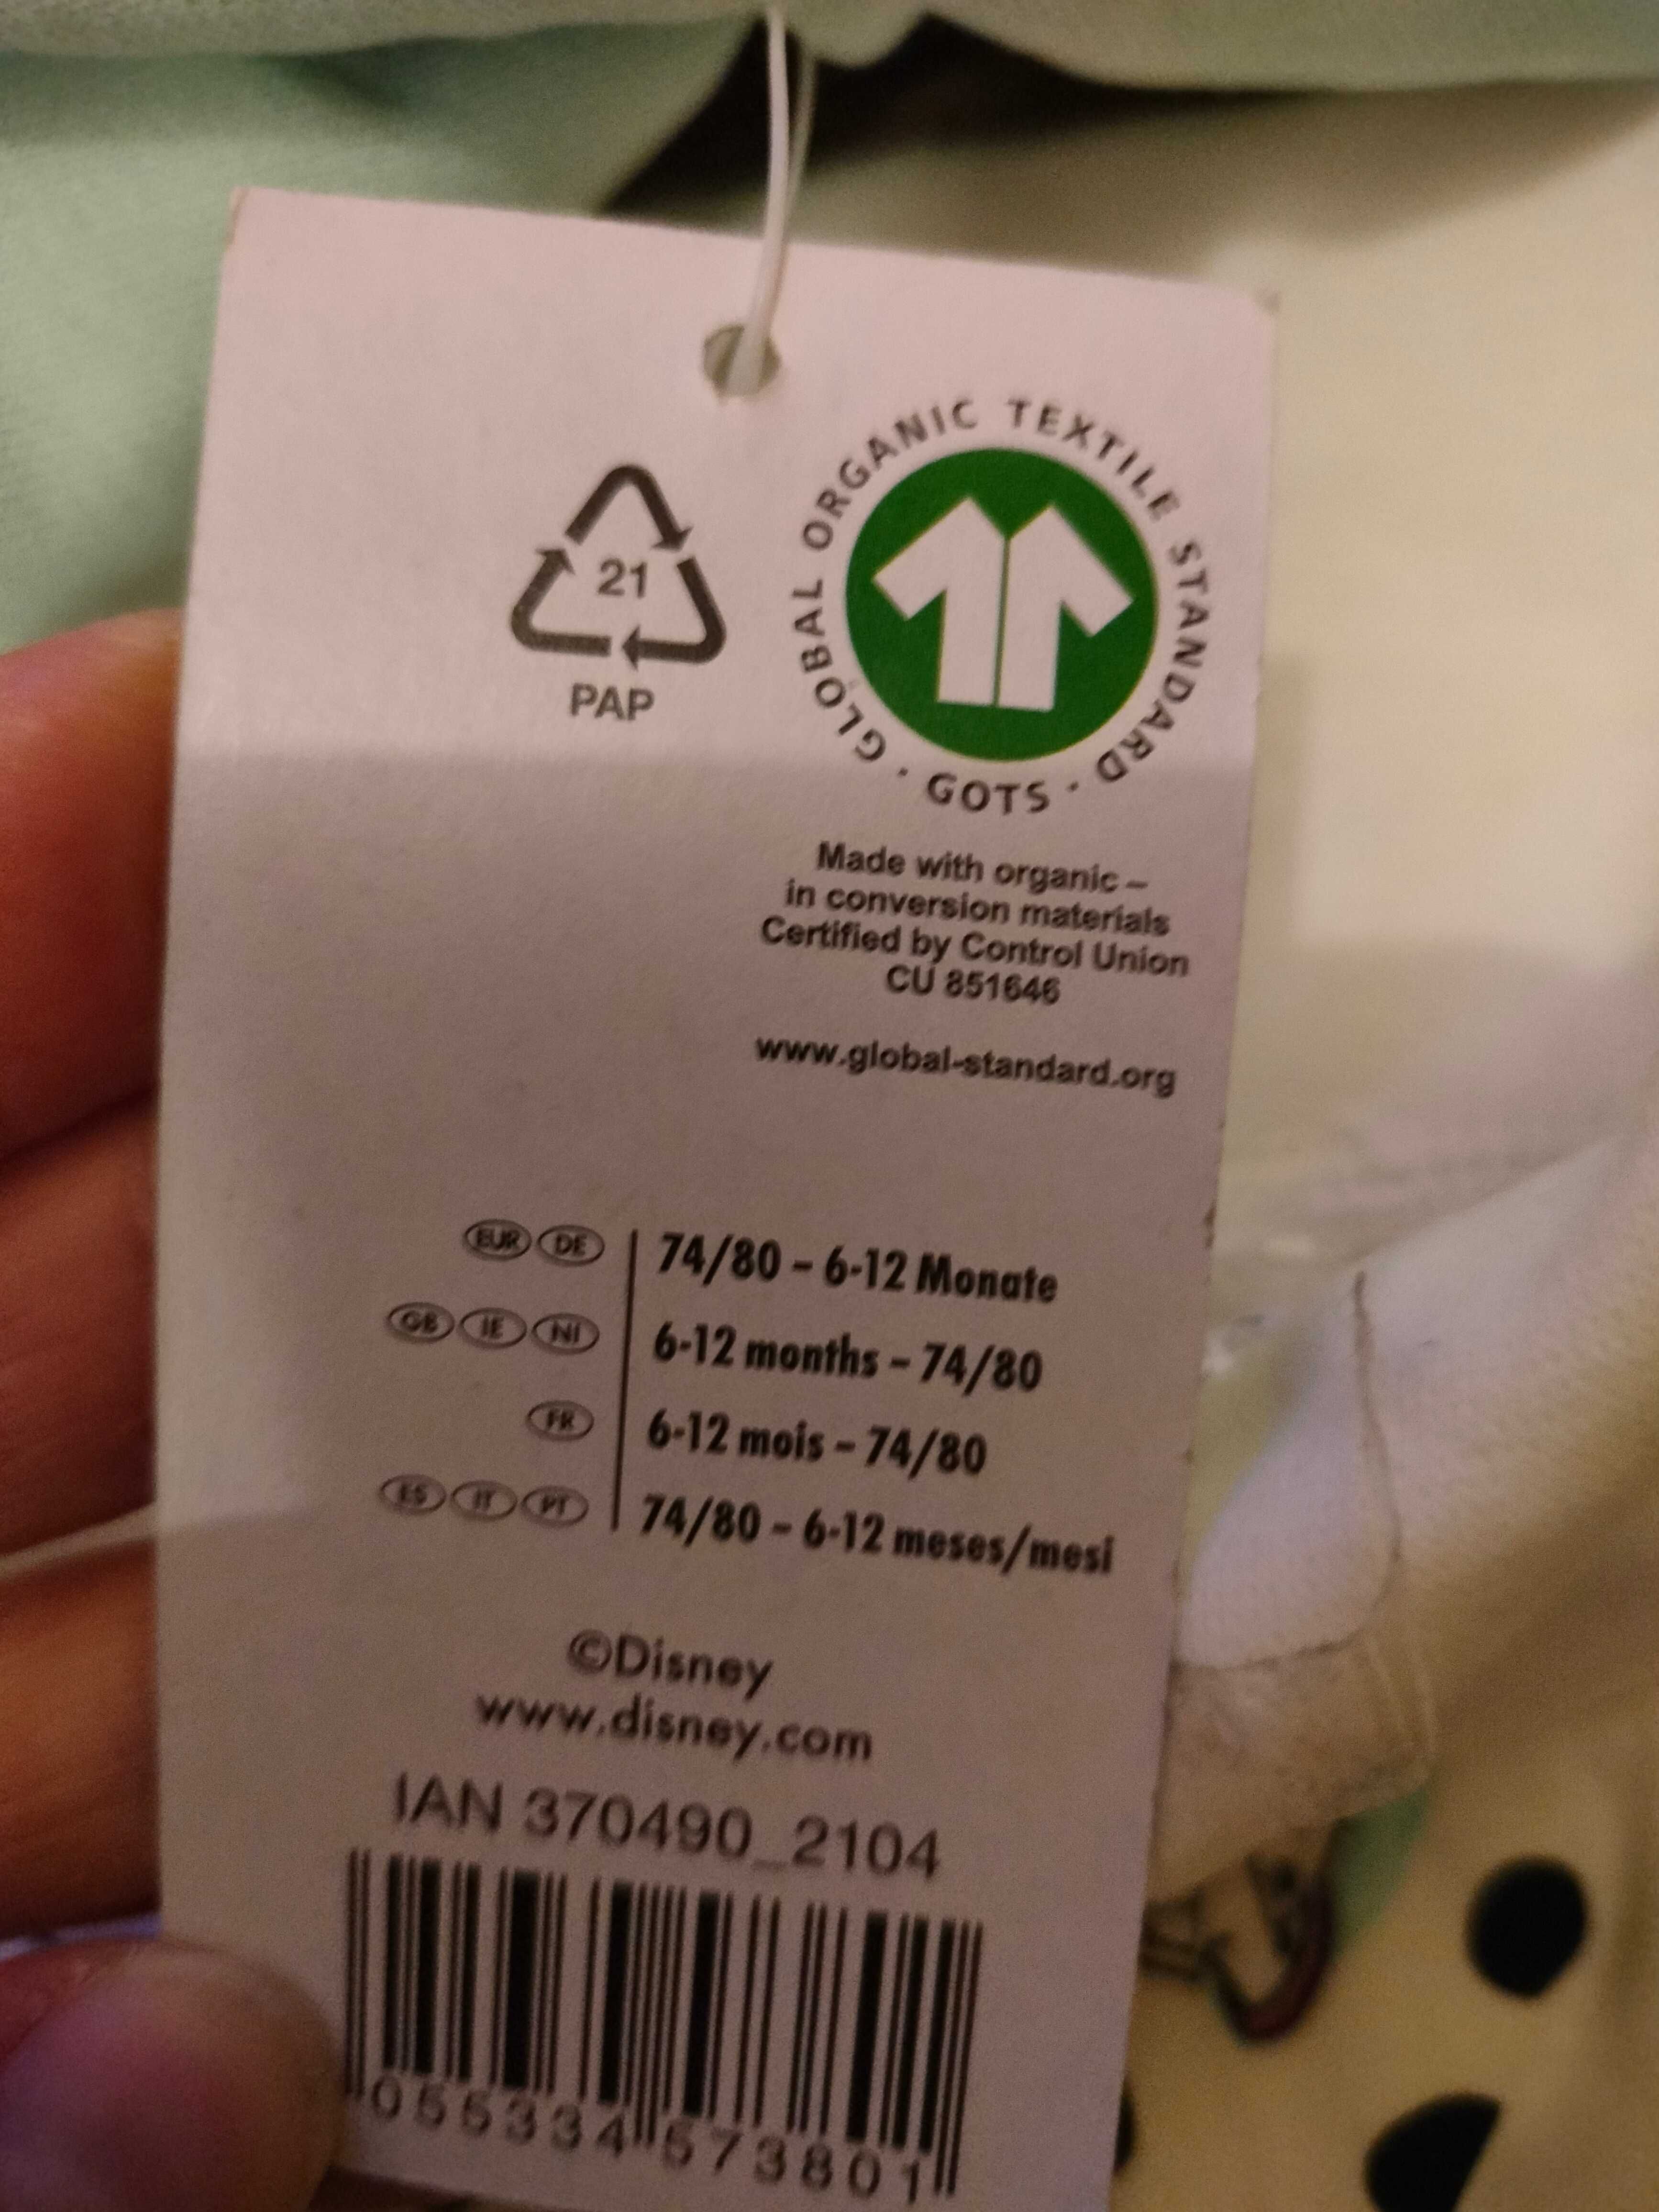 21
PAP
GLOBAL ORGANIC TEXTILE STANDARD · GOTS ·
Made with organic –
in conversion materials
Certified by Control Union
CU 851646
www.global-standard.org
EUR DE 74/80 – 6-12 Monate
GB IE NI 6-12 months – 74/80
FR 6-12 mois – 74/80
ES IT PT 74/80 – 6-12 meses/mesi
©Disney
www.disney.com
IAN 370490_2104
055334 573801